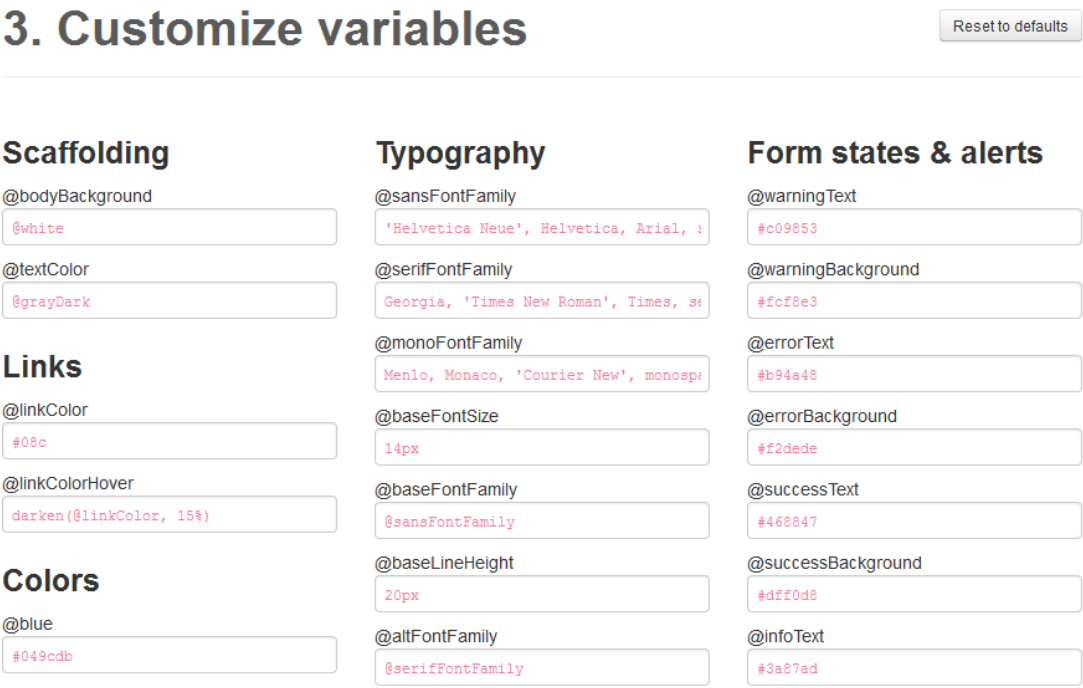 3. Customize variables
Reset to defaults
Scaffolding
@bodyBackground
@white
@textColor
@grayDark
Links
@linkColor
#08c
@linkColorHover
darken(@linkColor, 15%)
Colors
@blue
#049cdb
Typography
@sansFontFamily
'Helvetica Neue', Helvetica, Arial,
@serifFontFamily
Georgia, 'Times New Roman', Times,
@monoFontFamily
Menlo, Monaco, 'Courier New',
@baseFontSize
14px
@baseFontFamily
@sansFontFamily
@baseLineHeight
20px
@altFontFamily
@serifFontFamily
Form states & alerts
@warningText
#c09853
@warningBackground
#fcf8e3
@errorText
#b94a48
@errorBackground
#f2dede
@successText
#468847
@successBackground
#dff0d8
@infoText
#3a87ad